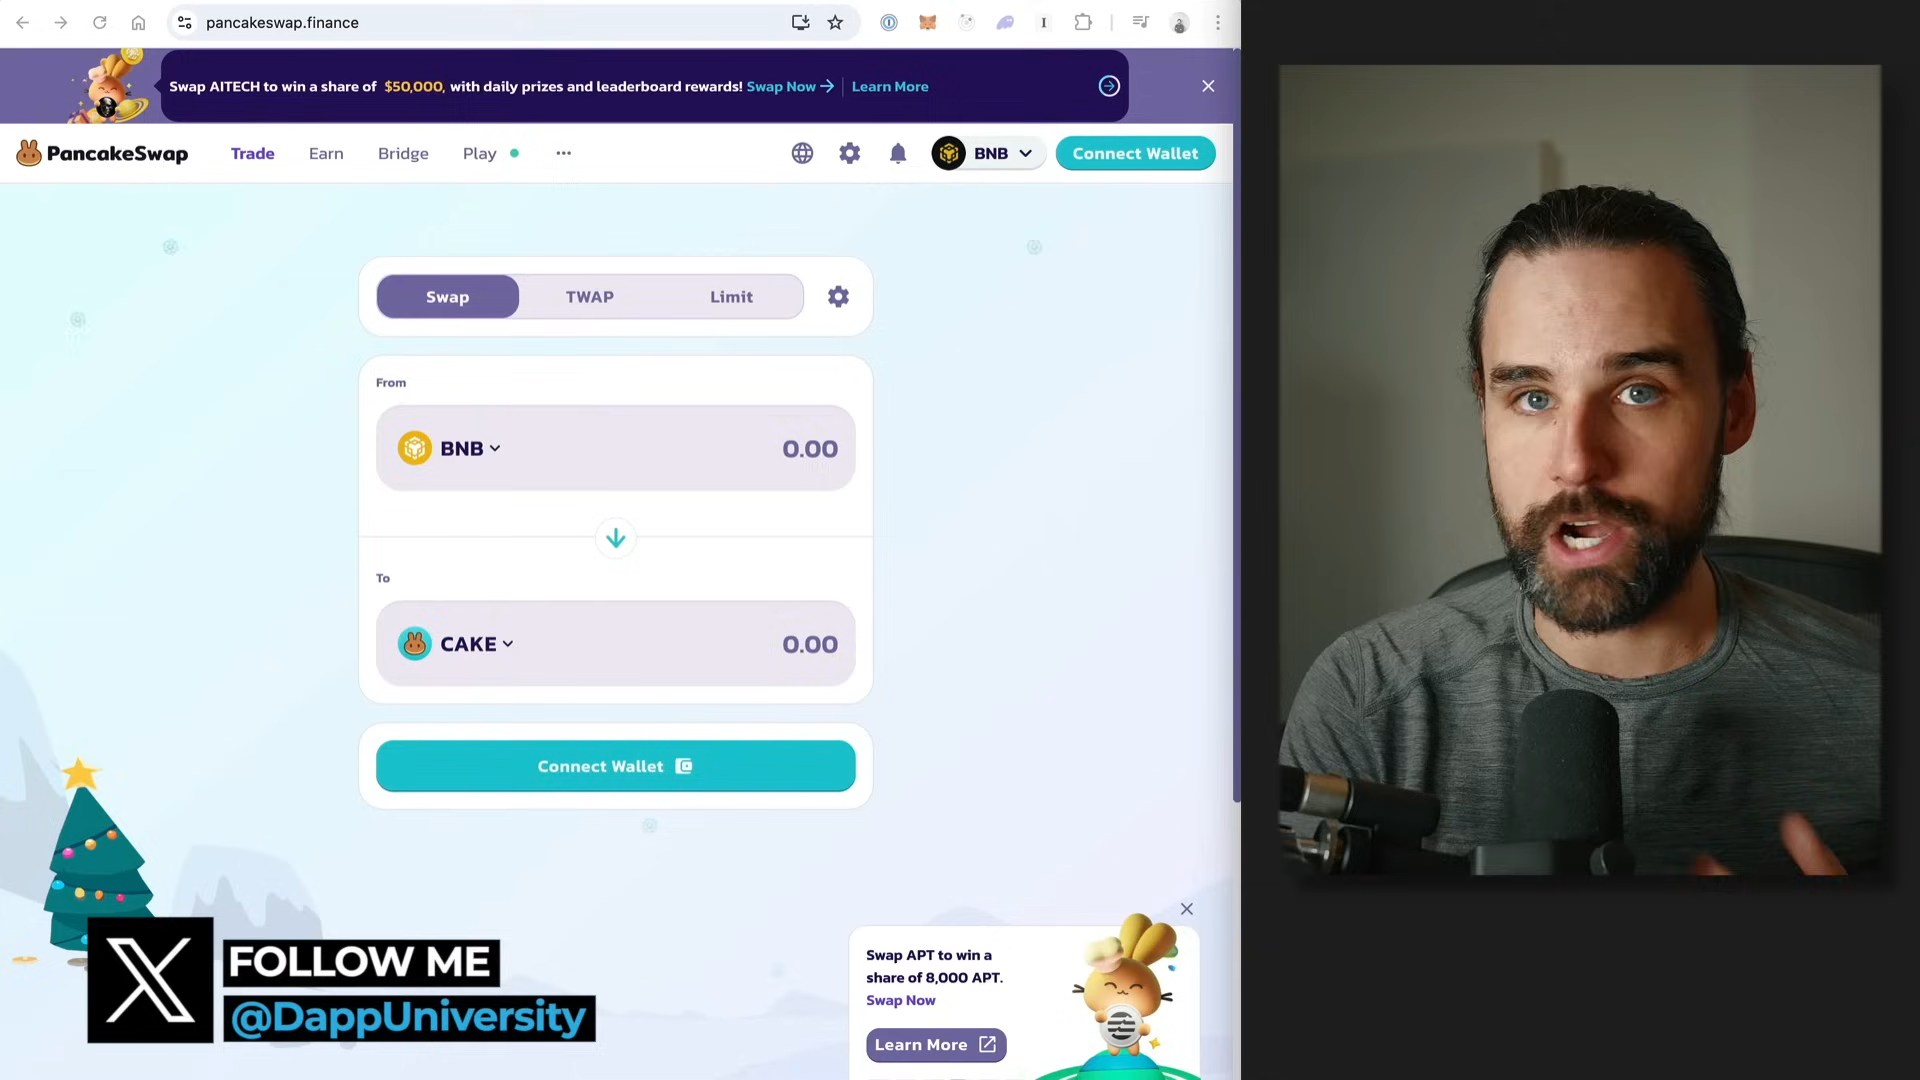 pancakeswap.finance
Swap AITECH to win a share of $50,000, with daily prizes and leaderboard rewards! Swap Now Learn More
PancakeSwap Trade Earn Bridge Play BNB Connect Wallet
Swap TWAP Limit
From
BNB 0.00
To
CAKE 0.00
Connect Wallet
Swap APT to win a
share of 8,000 APT.
Swap Now
Learn More
FOLLOW ME
@DappUniversity